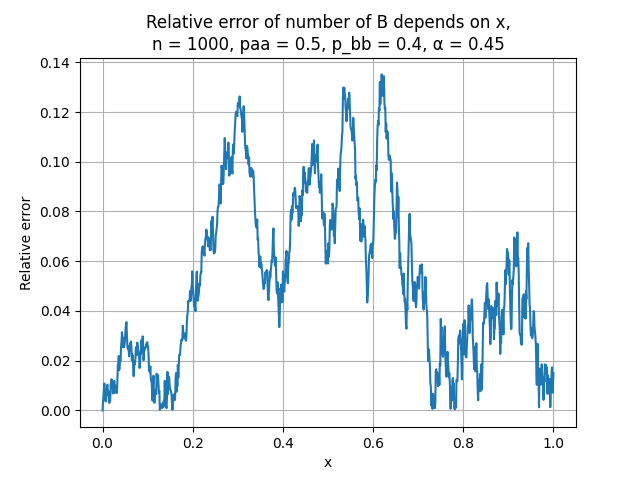 Relative error of number of B depends on x,
n = 1000, paa = 0.5, p_bb = 0.4, α = 0.45
0.14
0.12
0.10
0.08
0.06
0.04
0.02
0.00
Relative error
0.0 0.2 0.4 0.6 0.8 1.0
x